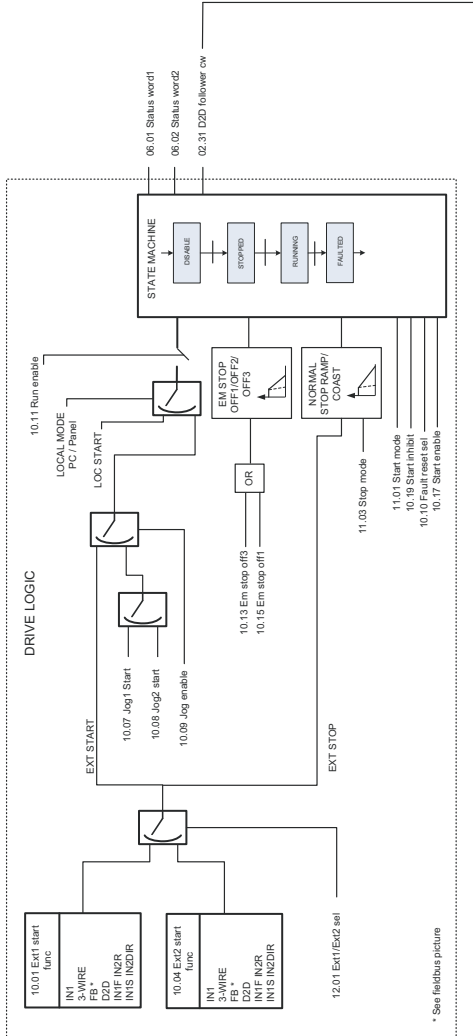 DRIVE LOGIC
10.01 Ext1 start
func
IN1
3-WIRE
FB *
D2D
IN1F IN2R
IN1S IN2DIR
10.04 Ext2 start
func
IN1
3-WIRE
FB *
D2D
IN1F IN2R
IN1S IN2DIR
12.01 Ext1/Ext2 sel
* See fieldbus picture
EXT START
EXT STOP
10.07 Jog1 Start
10.08 Jog2 start
10.09 Jog enable
LOCAL MODE
PC / Panel
LOC START
10.11 Run enable
10.13 Em stop off3
10.15 Em stop off1
OR
EM STOP
OFF1/OFF2/
OFF3
11.03 Stop mode
NORMAL
STOP RAMP/
COAST
11.01 Start mode
10.19 Start inhibit
10.10 Fault reset sel
10.17 Start enable
STATE MACHINE
DISABLE
STOPPED
RUNNING
FAULTED
06.01 Status word1
06.02 Status word2
02.31 D2D follower cw